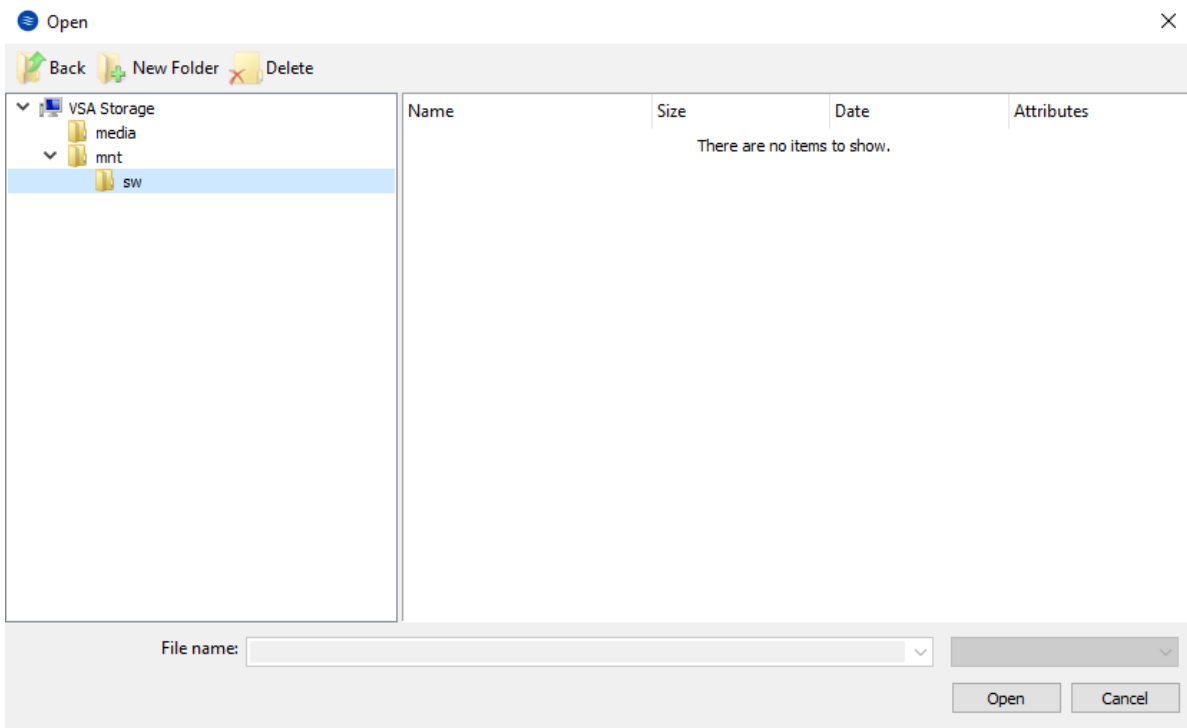 Open
Back New Folder Delete
VSA Storage
media
mnt
sw
Name Size Date Attributes
There are no items to show.
File name:
Open Cancel